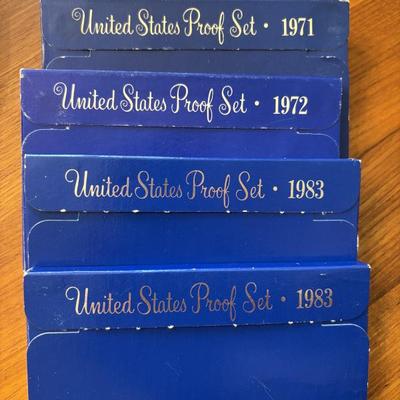 United States Proof Set • 1971
United States Proof Set • 1972
United States Proof Set • 1983
United States Proof Set • 1983